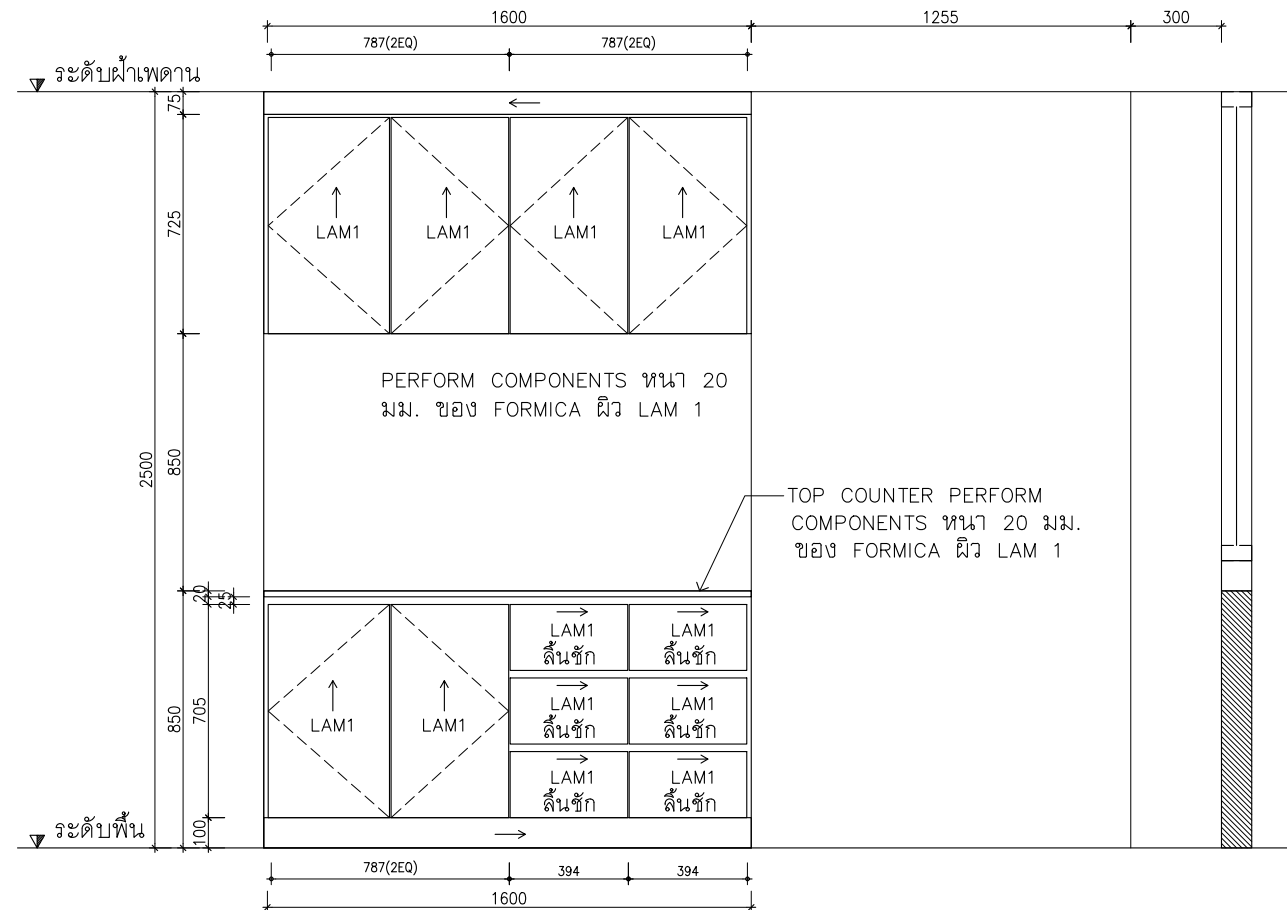 1600
1255
300
787(2EQ)
787(2EQ)
ระดับฝ้าเพดาน
75
725
LAM1
LAM1
LAM1
LAM1
PERFORM COMPONENTS หนา 20
มม. ของ FORMICA ผิว LAM 1
2500
850
TOP COUNTER PERFORM
COMPONENTS หนา 20 มม.
ของ FORMICA ผิว LAM 1
20
25
LAM1
ลิ้นชัก
LAM1
ลิ้นชัก
850
705
LAM1
LAM1
LAM1
ลิ้นชัก
LAM1
ลิ้นชัก
LAM1
ลิ้นชัก
LAM1
ลิ้นชัก
ระดับพื้น
100
787(2EQ)
394
394
1600